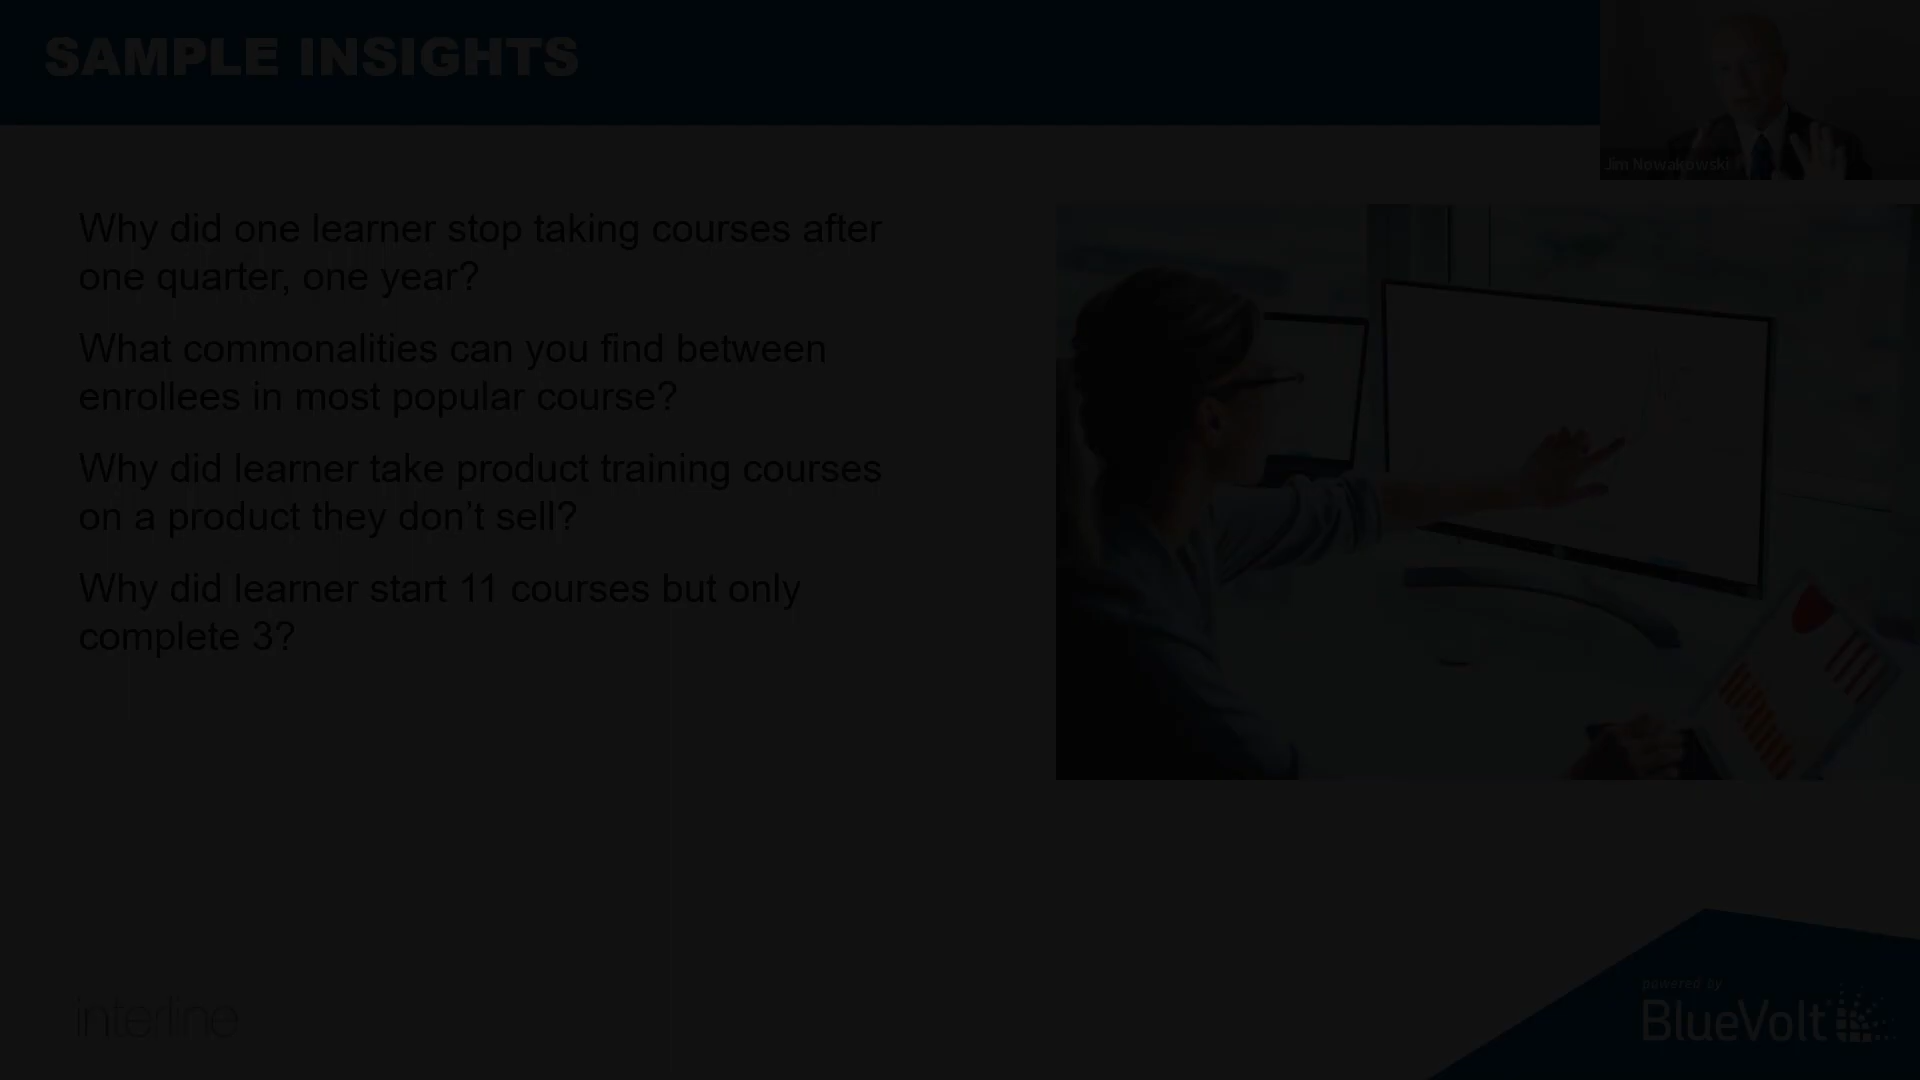 SAMPLE INSIGHTS
Jim Nowakowski
Why did one learner stop taking courses after
one quarter, one year?
What commonalities can you find between
enrollees in most popular course?
Why did learner take product training courses
on a product they don’t sell?
Why did learner start 11 courses but only
complete 3?
interline
powered by
BlueVolt